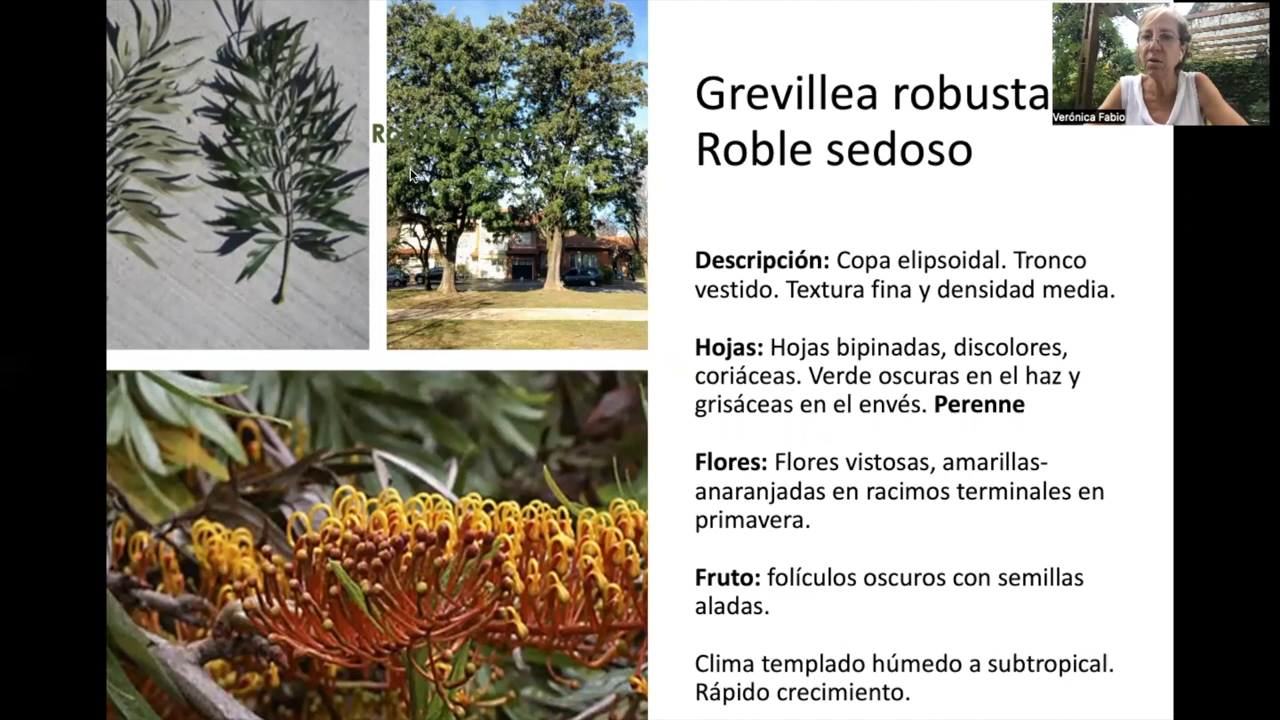 Grevillea robusta
Roble sedoso
Verónica Fabio
Descripción: Copa elipsoidal. Tronco
vestido. Textura fina y densidad media.
Hojas: Hojas bipinadas, discolores,
coriáceas. Verde oscuras en el haz y
grisáceas en el envés. Perenne
Flores: Flores vistosas, amarillas-
anaranjadas en racimos terminales en
primavera.
Fruto: folículos oscuros con semillas
aladas.
Clima templado húmedo a subtropical.
Rápido crecimiento.